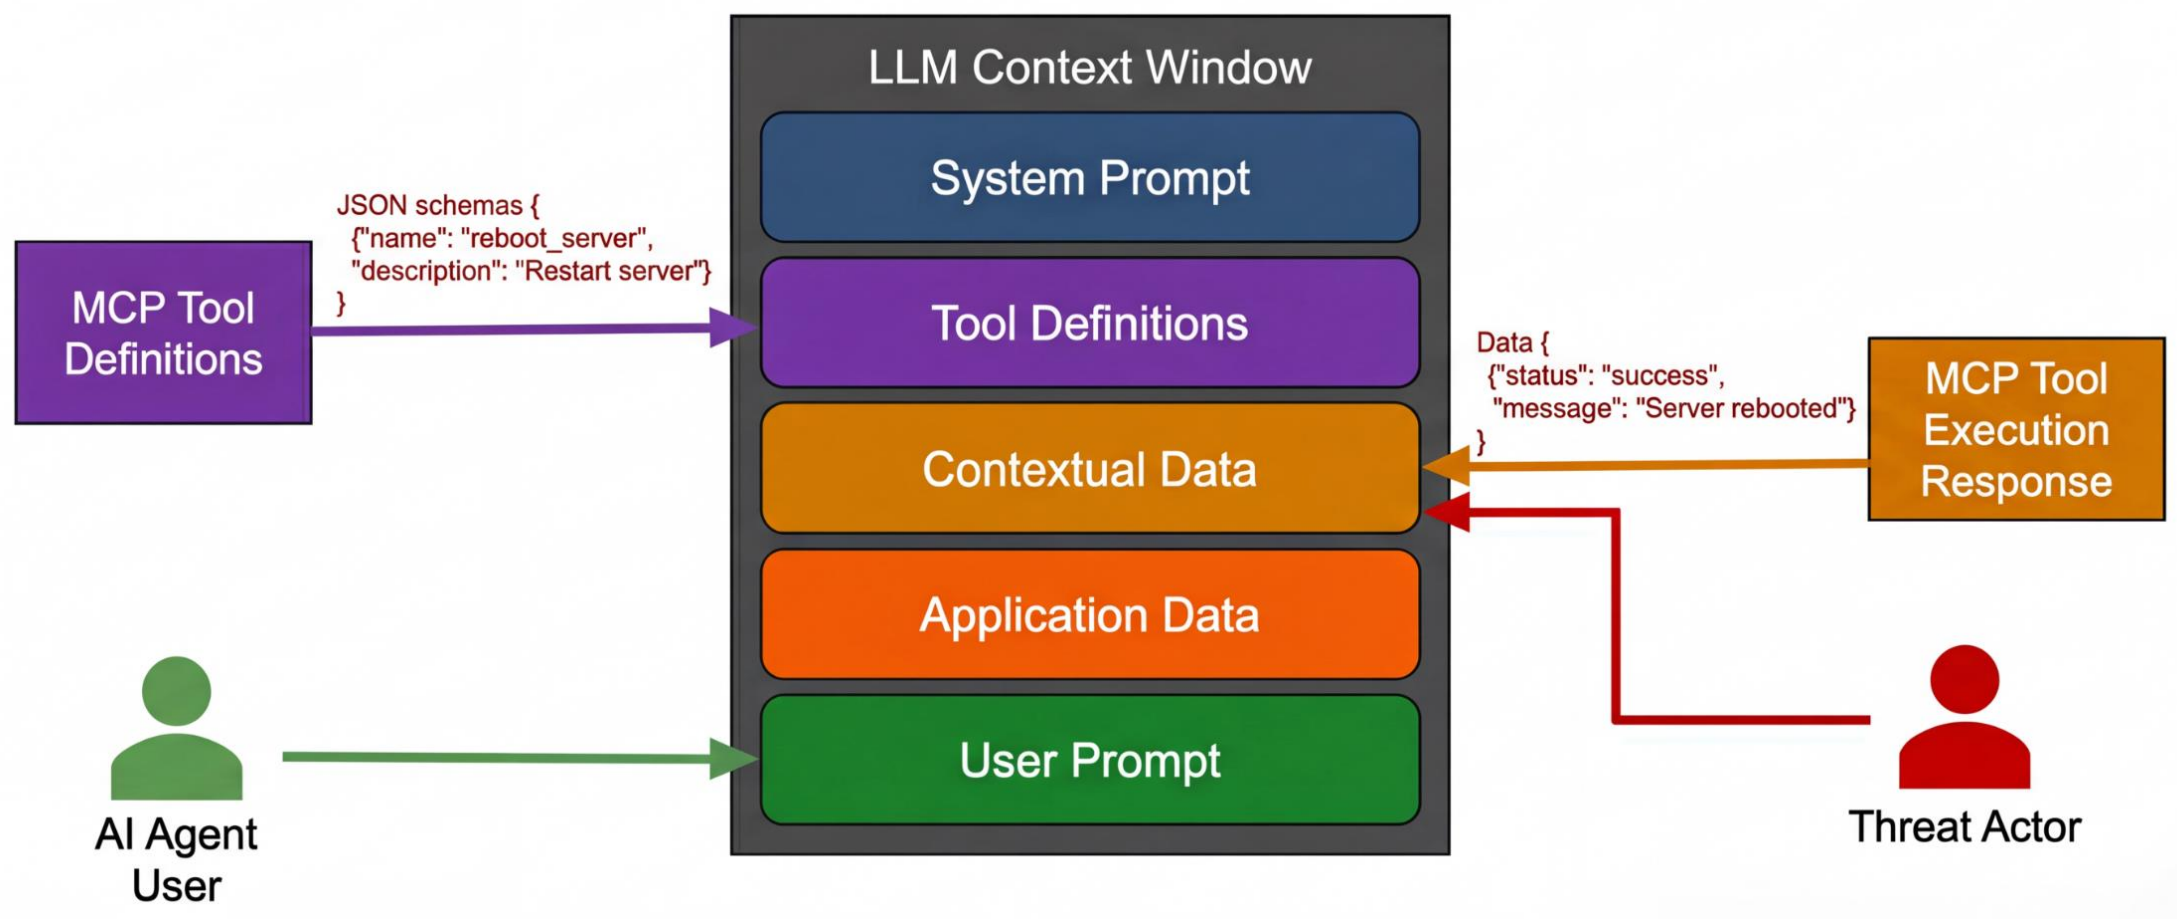 LLM Context Window
System Prompt
JSON schemas {
{"name": "reboot_server",
"description": "Restart server"}
}
MCP Tool
Definitions
Tool Definitions
Data {
{"status": "success",
"message": "Server rebooted"}
}
MCP Tool
Execution
Response
Contextual Data
Application Data
User Prompt
AI Agent
User
Threat Actor